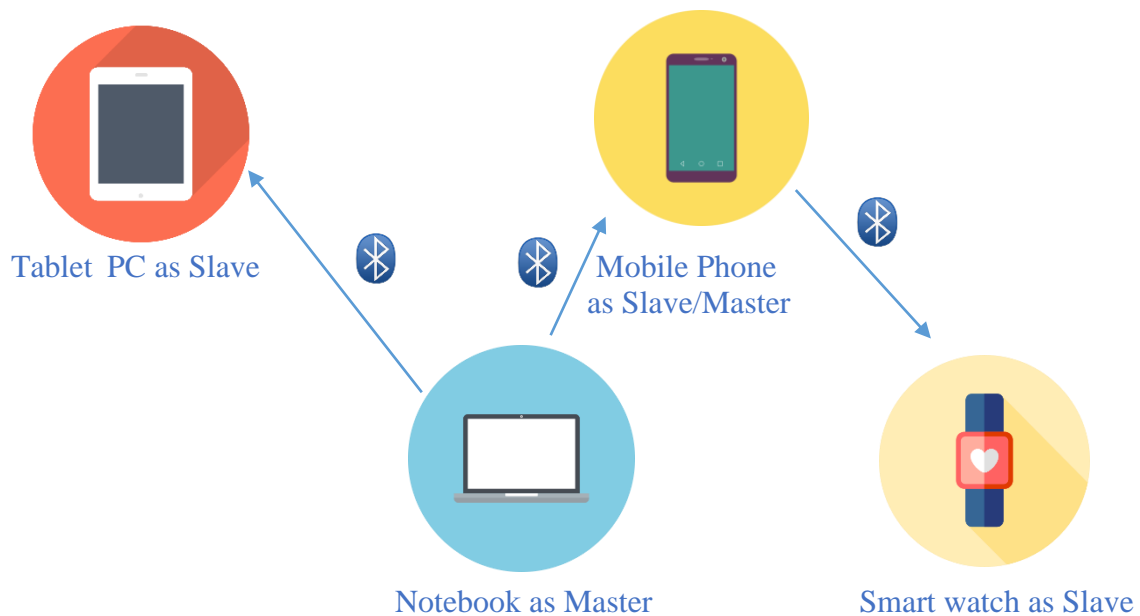 Tablet PC as Slave
Mobile Phone
as Slave/Master
Notebook as Master
Smart watch as Slave